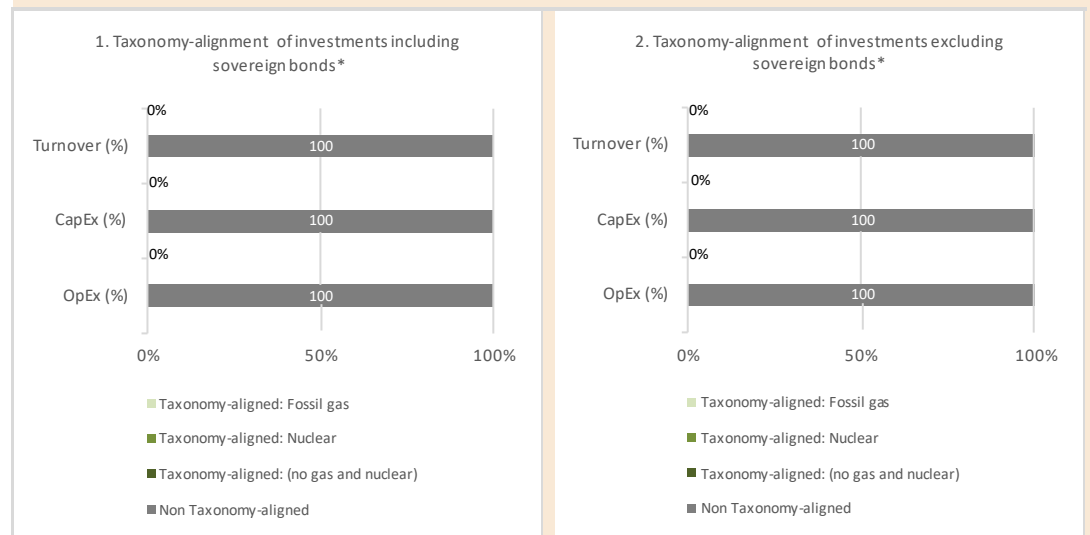 1. Taxonomy-alignment of investments including
sovereign bonds*
0%
Turnover (%)
100
0%
CapEx (%)
100
0%
OpEx (%)
100
0%
50%
100%
Taxonomy-aligned: Fossil gas
Taxonomy-aligned: Nuclear
Taxonomy-aligned: (no gas and nuclear)
Non Taxonomy-aligned
2. Taxonomy-alignment of investments excluding
sovereign bonds*
0%
Turnover (%)
100
0%
CapEx (%)
100
0%
OpEx (%)
100
0%
50%
100%
Taxonomy-aligned: Fossil gas
Taxonomy-aligned: Nuclear
Taxonomy-aligned: (no gas and nuclear)
Non Taxonomy-aligned